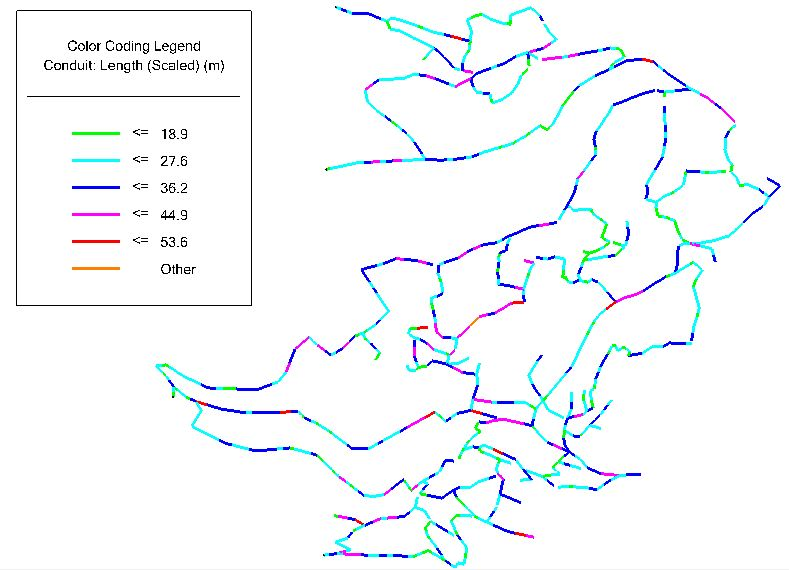 Color Coding Legend
Conduit: Length (Scaled) (m)
<= 18.9
<= 27.6
<= 36.2
<= 44.9
<= 53.6
Other